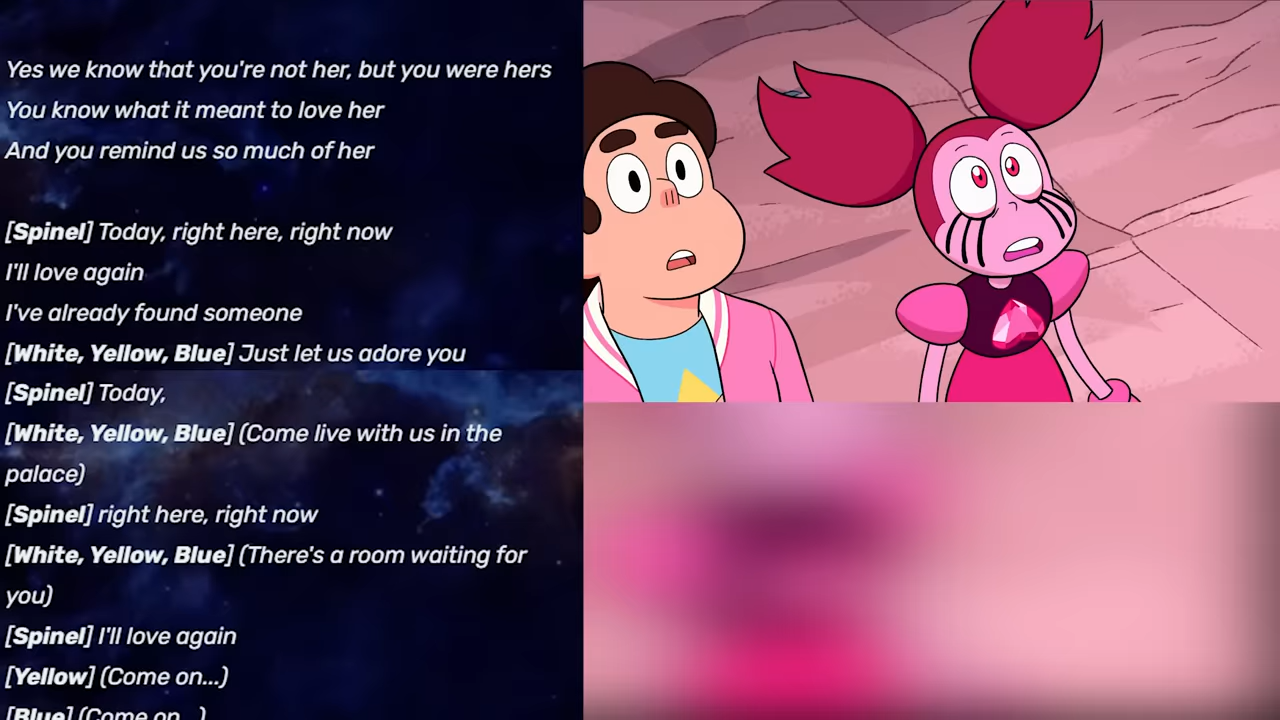 Yes we know that you're not her, but you were hers
You know what it meant to love her
And you remind us so much of her
[Spinel] Today, right here, right now
I'll love again
I've already found someone
[White, Yellow, Blue] Just let us adore you
[Spinel] Today,
[White, Yellow, Blue] (Come live with us in the
palace)
[Spinel] right here, right now
[White, Yellow, Blue] (There's a room waiting for
you)
[Spinel] I'll love again
[Yellow] (Come on...)
[Blue] (Come on...)